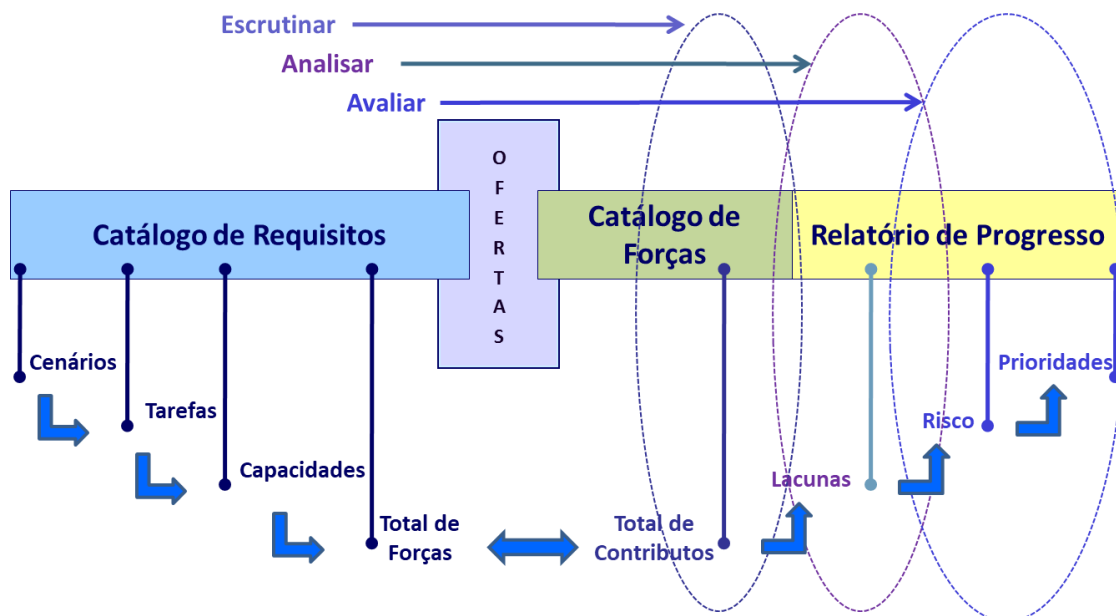 Escrutinar
Analisar
Avaliar
OFERTAS
Catálogo de Requisitos
Catálogo de
Forças
Relatório de Progresso
Cenários
Tarefas
Capacidades
Total de
Forças
Total de
Contributos
Lacunas
Risco
Prioridades